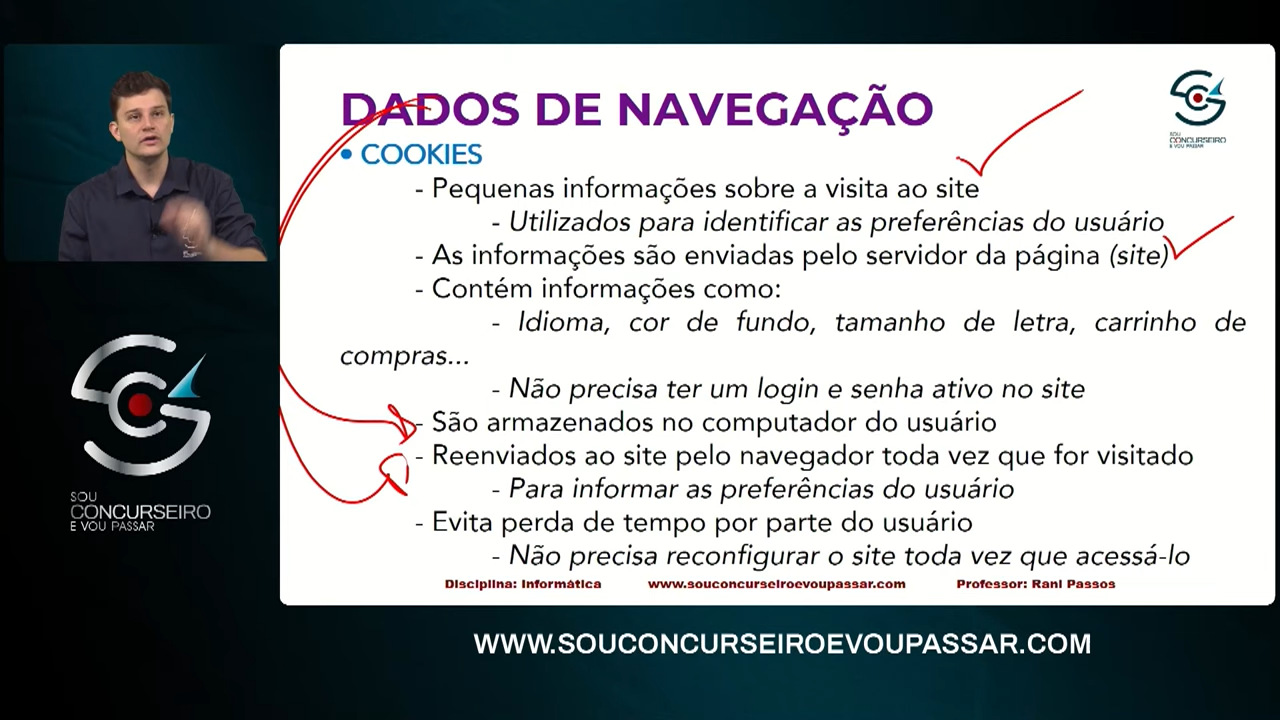 DADOS DE NAVEGAÇÃO
• COOKIES
- Pequenas informações sobre a visita ao site
- Utilizados para identificar as preferências do usuário
- As informações são enviadas pelo servidor da página (site)
- Contém informações como:
- Idioma, cor de fundo, tamanho de letra, carrinho de
compras...
- Não precisa ter um login e senha ativo no site
- São armazenados no computador do usuário
- Reenviados ao site pelo navegador toda vez que for visitado
- Para informar as preferências do usuário
- Evita perda de tempo por parte do usuário
- Não precisa reconfigurar o site toda vez que acessá-lo
Disciplina: Informática www.souconcurseiroevoupassar.com Professor: Rani Passos
SOU
CONCURSEIRO
E VOU PASSAR
SOU
CONCURSEIRO
E VOU PASSAR
WWW.SOUCONCURSEIROEVOUPASSAR.COM